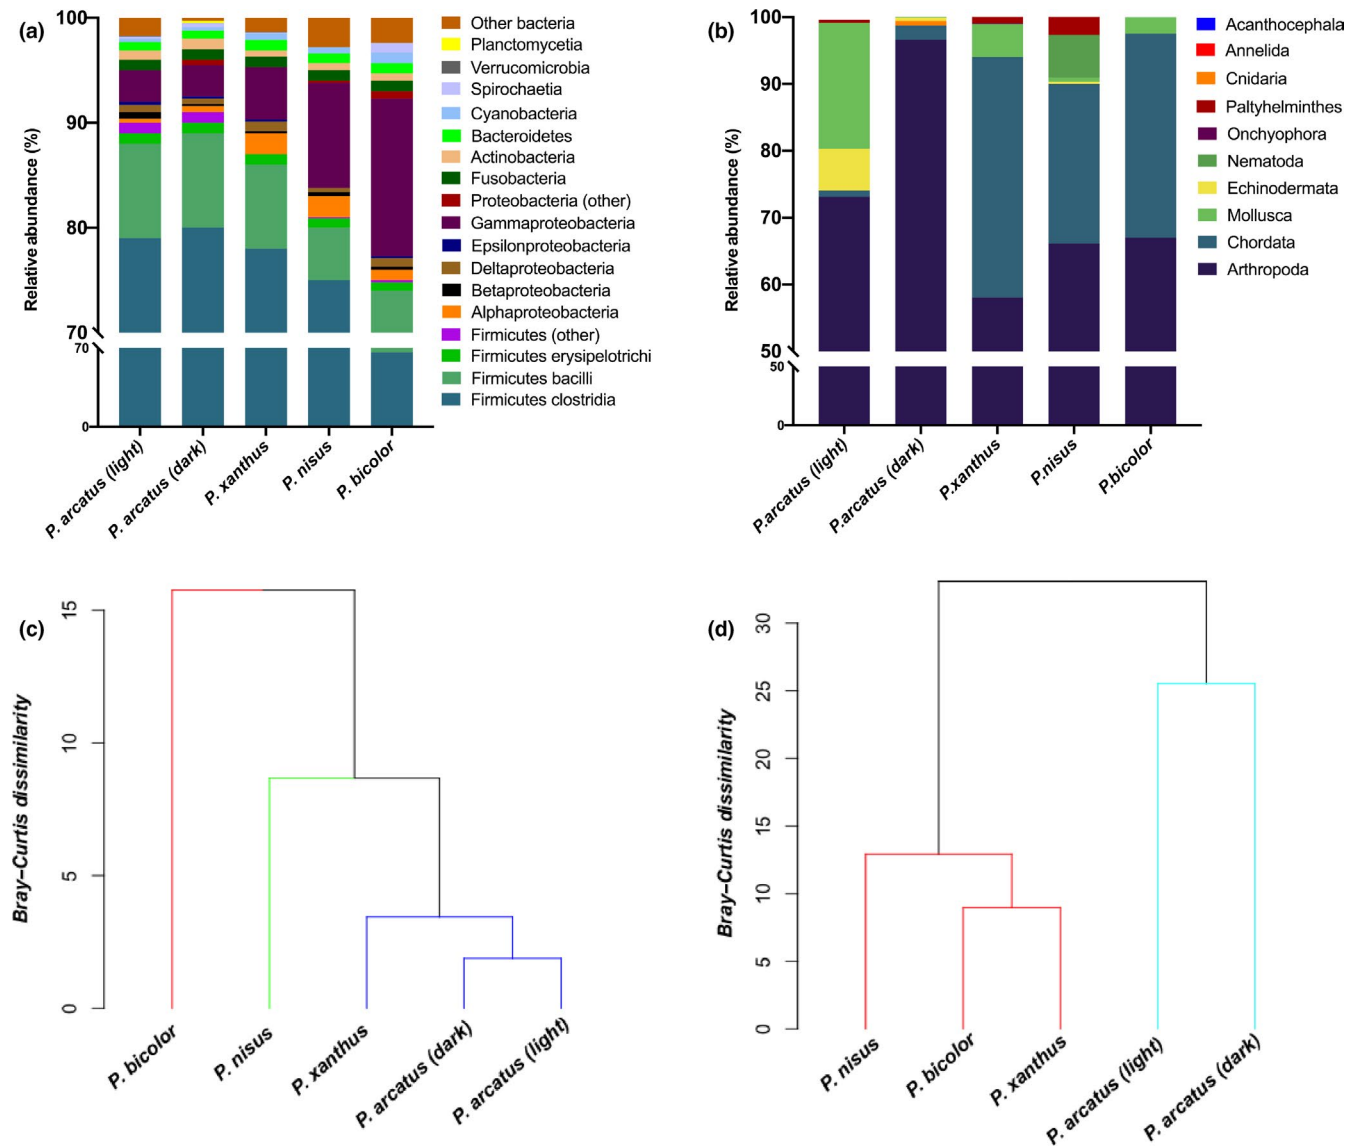 (a)
Relative abundance (%)
100
90
80
70
70
0
P. arcatus (light)
P. arcatus (dark)
P. xanthus
P. nisus
P. bicolor
Other bacteria
Planctomycetia
Verrucomicrobia
Spirochaetia
Cyanobacteria
Bacteroidetes
Actinobacteria
Fusobacteria
Proteobacteria (other)
Gammaproteobacteria
Epsilonproteobacteria
Deltaproteobacteria
Betaproteobacteria
Alphaproteobacteria
Firmicutes (other)
Firmicutes erysipelotrichi
Firmicutes bacilli
Firmicutes clostridia
(b)
Relative abundance (%)
100
90
80
70
60
50
50
0
P.arcatus (light)
P.arcatus (dark)
P.xanthus
P.nisus
P.bicolor
Acanthocephala
Annelida
Cnidaria
Paltyhelminthes
Onchyophora
Nematoda
Echinodermata
Mollusca
Chordata
Arthropoda
(c)
Bray−Curtis dissimilarity
15
10
5
0
P. bicolor
P. nisus
P. xanthus
P. arcatus (dark)
P. arcatus (light)
(d)
Bray−Curtis dissimilarity
30
25
20
15
10
5
0
P. nisus
P. bicolor
P. xanthus
P. arcatus (light)
P. arcatus (dark)